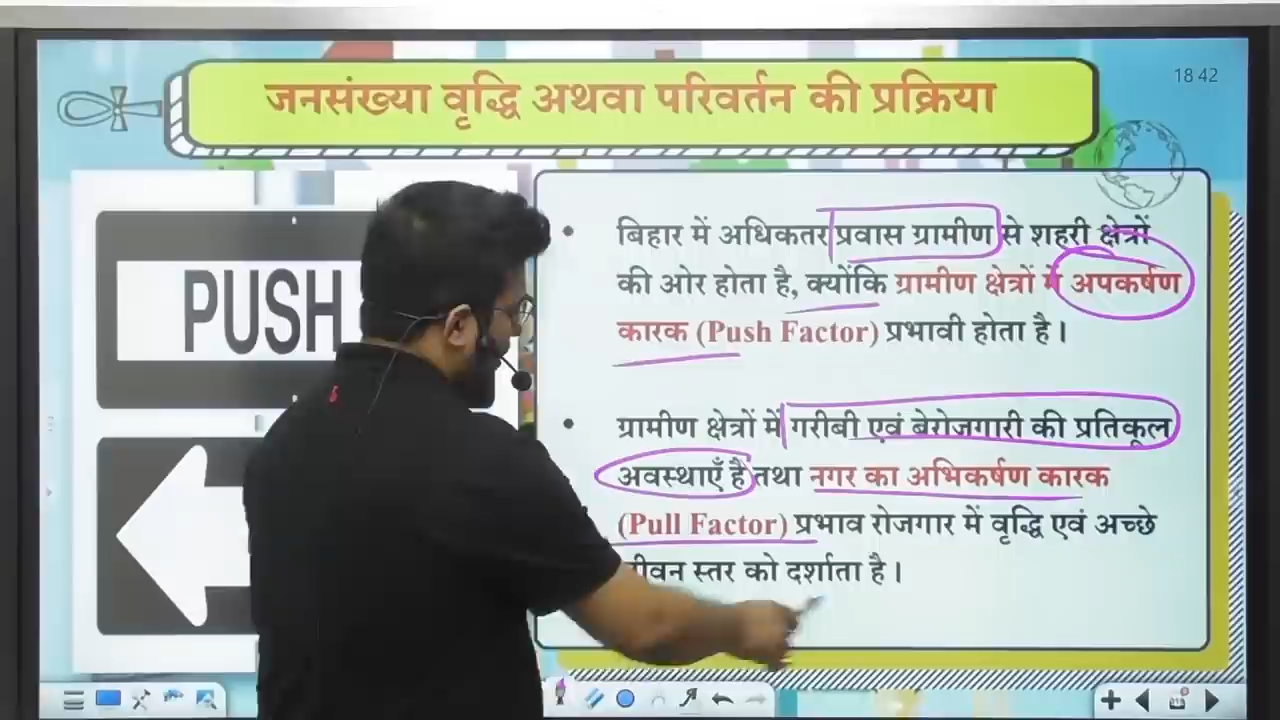 18 42
जनसंख्या वृद्धि अथवा परिवर्तन की प्रक्रिया
PUSH
• बिहार में अधिकतर प्रवास ग्रामीण से शहरी क्षेत्रों
की ओर होता है, क्योंकि ग्रामीण क्षेत्रों में अपकर्षण
कारक (Push Factor) प्रभावी होता है।
• ग्रामीण क्षेत्रों में गरीबी एवं बेरोजगारी की प्रतिकूल
अवस्थाएँ है तथा नगर का अभिकर्षण कारक
(Pull Factor) प्रभाव रोजगार में वृद्धि एवं अच्छे
स्तर को दर्शाता है।